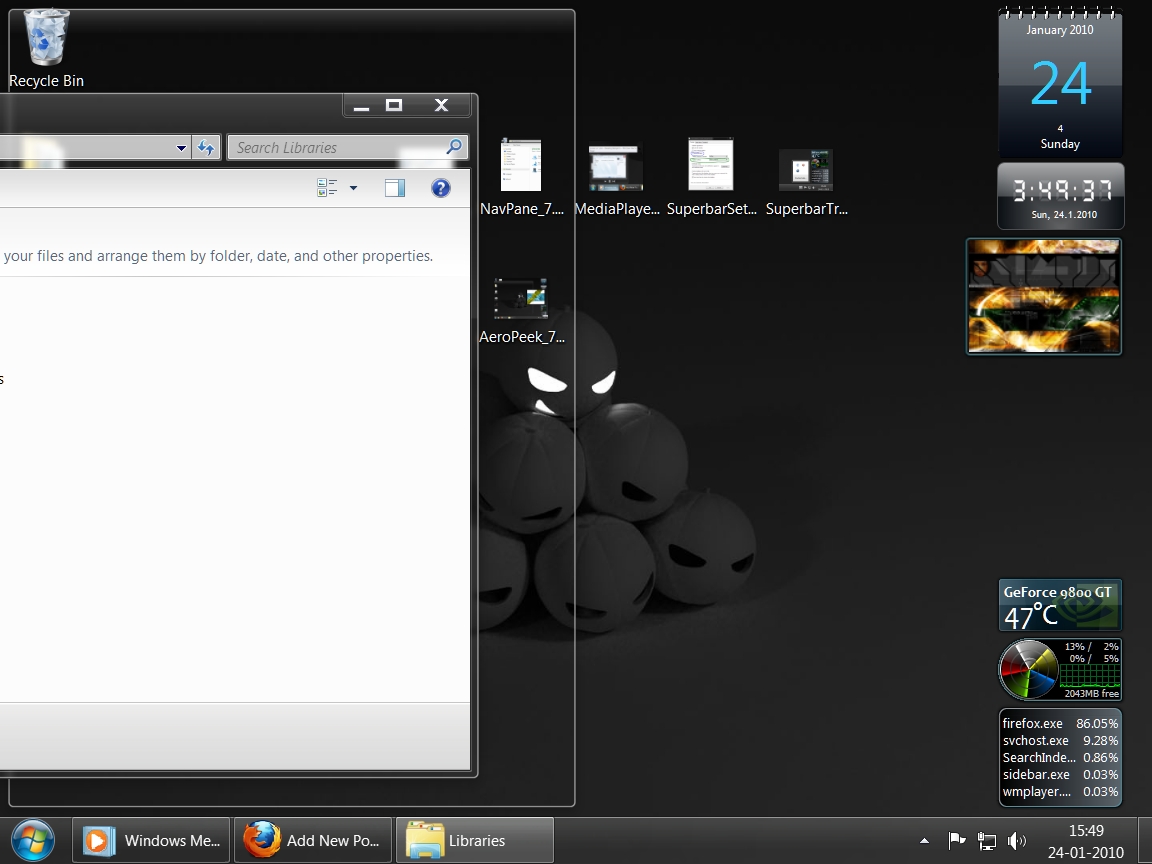 Recycle Bin
Search Libraries
your files and arrange them by folder, date, and other properties.
s
NavPane_7....
MediaPlaye...
SuperbarSet...
SuperbarTr...
AeroPeek_7...
January 2010
24
4
Sunday
3:49:37
Sun, 24.1.2010
GeForce 9800 GT
47°C
13% / 2%
0% / 5%
2043MB free
firefox.exe 86.05%
svchost.exe 9.28%
SearchInde... 0.86%
sidebar.exe 0.03%
wmplayer.... 0.03%
Windows Me...
Add New Po...
Libraries
15:49
24-01-2010